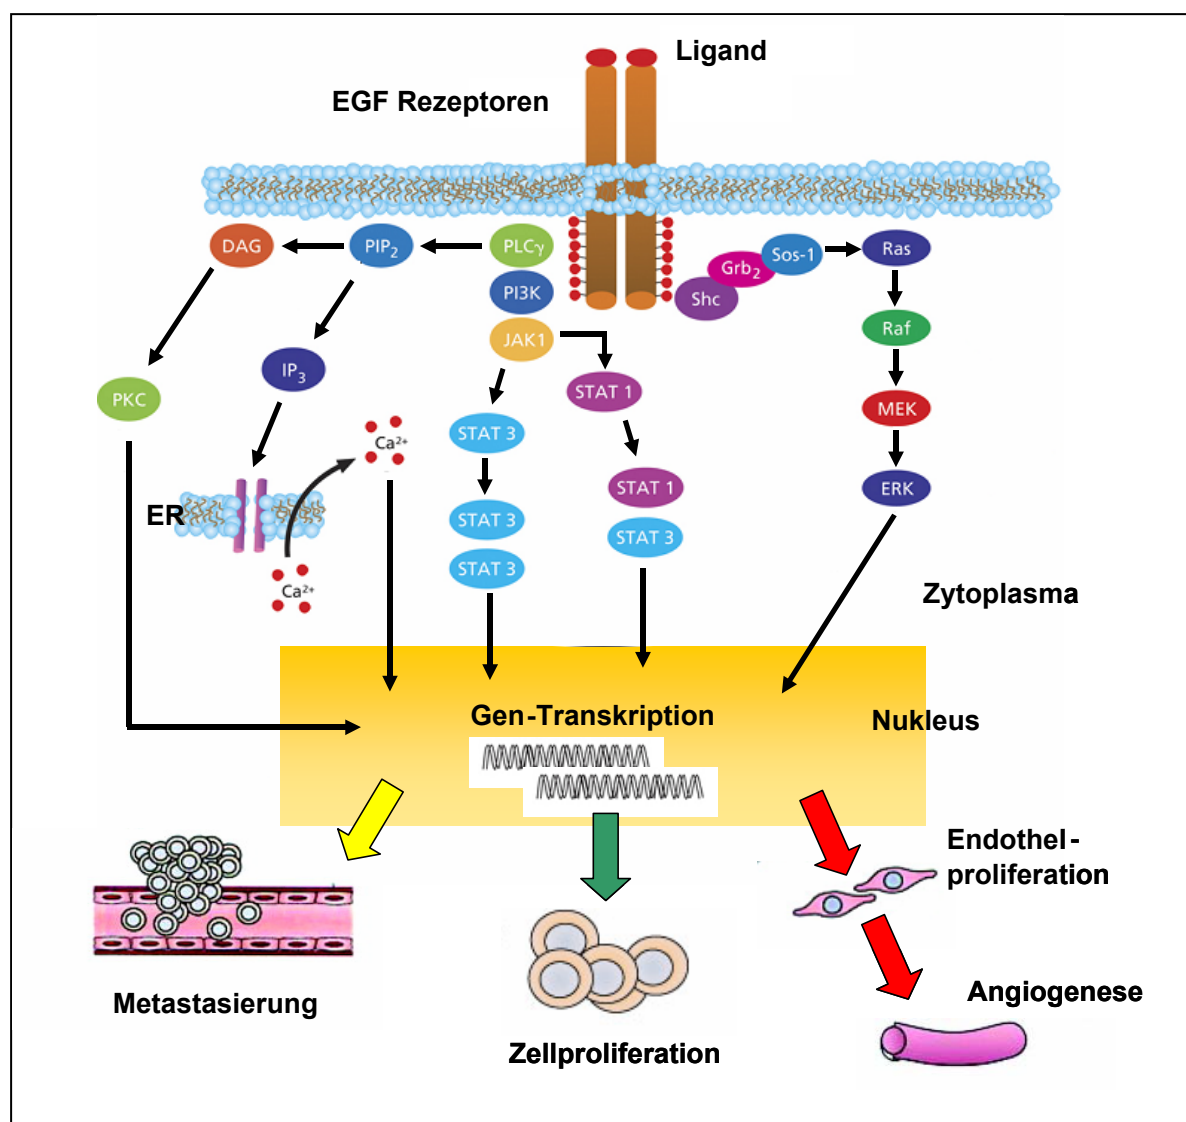 Ligand
EGF Rezeptoren
DAG
PIP2
PLCγ
PI3K
JAK1
Shc
Grb2
Sos-1
Ras
Raf
MEK
ERK
PKC
IP3
STAT 1
STAT 3
Ca2+
STAT 1
STAT 3
STAT 3
STAT 3
ER
Ca2+
Zytoplasma
Gen-Transkription
Nukleus
Endothel-
proliferation
Metastasierung
Angiogenese
Zellproliferation